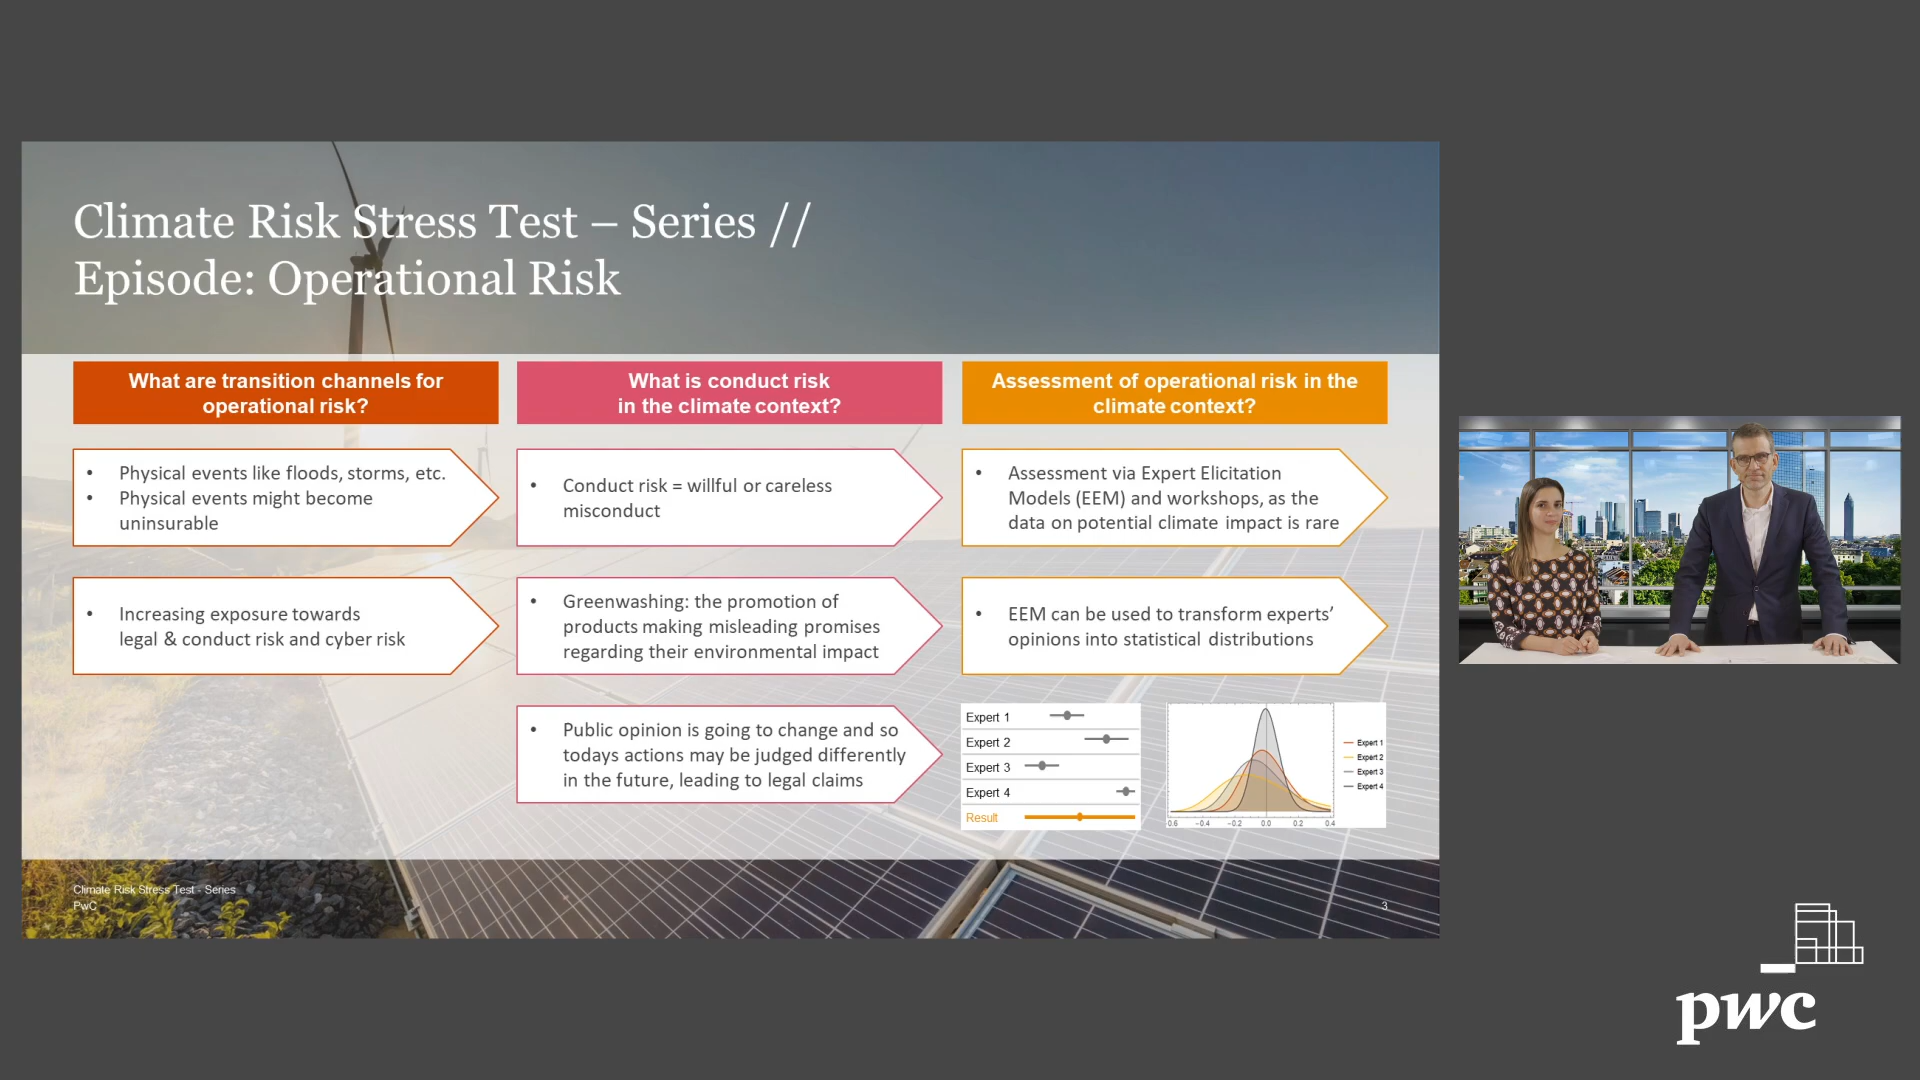 Climate Risk Stress Test – Series //
Episode: Operational Risk
What are transition channels for
operational risk?
• Physical events like floods, storms, etc.
• Physical events might become
uninsurable
• Increasing exposure towards
legal & conduct risk and cyber risk
What is conduct risk
in the climate context?
• Conduct risk = willful or careless
misconduct
• Greenwashing: the promotion of
products making misleading promises
regarding their environmental impact
• Public opinion is going to change and so
todays actions may be judged differently
in the future, leading to legal claims
Assessment of operational risk in the
climate context?
• Assessment via Expert Elicitation
Models (EEM) and workshops, as the
data on potential climate impact is rare
• EEM can be used to transform experts’
opinions into statistical distributions
Expert 1
Expert 2
Expert 3
Expert 4
Result
Expert 1
Expert 2
Expert 3
Expert 4
-0.6 -0.4 -0.2 0.0 0.2 0.4
Climate Risk Stress Test - Series
PwC
3
pwc